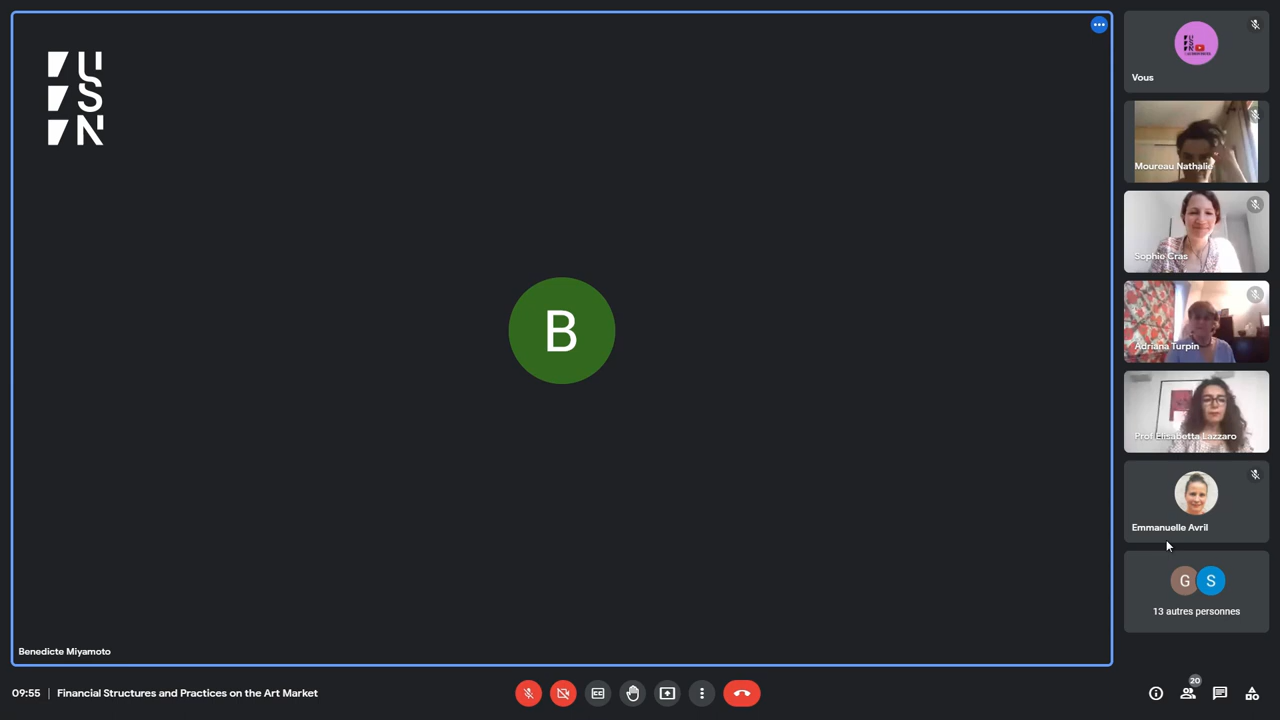 USN
B
Benedicte Miyamoto
Vous
Moureau Nathalie
Sophie Cras
Adriana Turpin
Prof Elisabetta Lazzaro
Emmanuelle Avril
G S
13 autres personnes
09:55 | Financial Structures and Practices on the Art Market
CC
20